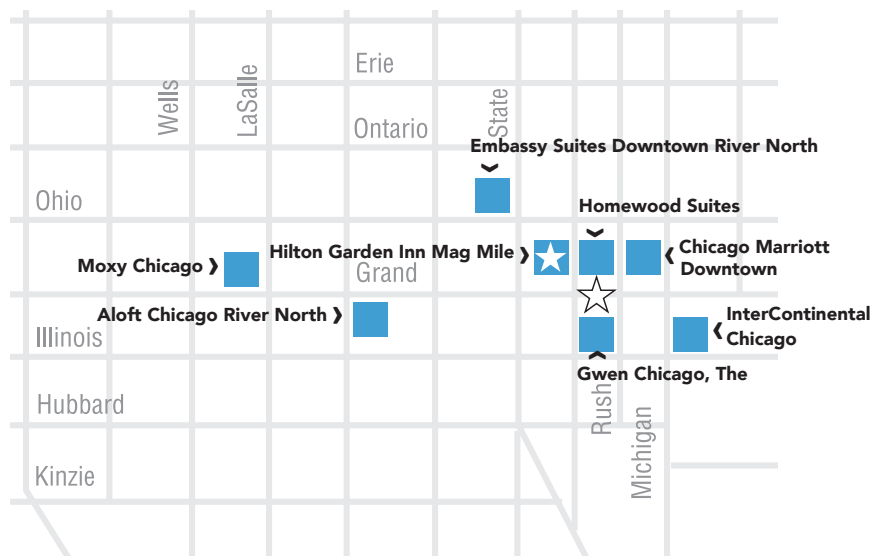 Erie
Wells
LaSalle
Ontario
State
Embassy Suites Downtown River North
Ohio
Homewood Suites
Hilton Garden Inn Mag Mile
Chicago Marriott
Downtown
Moxy Chicago
Grand
Aloft Chicago River North
InterContinental
Chicago
Illinois
Gwen Chicago, The
Hubbard
Rush
Michigan
Kinzie